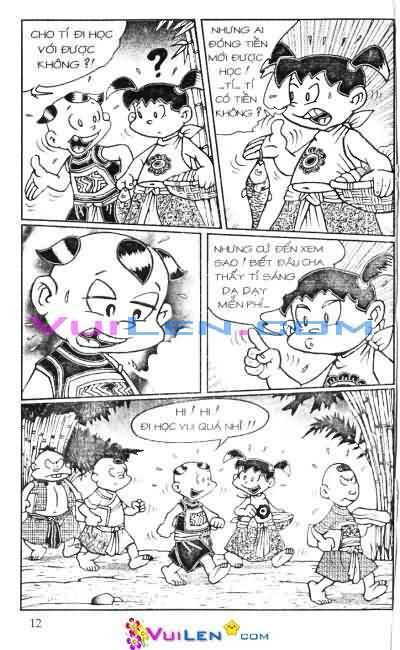 CHO TÍ ĐI HỌC
VỚI ĐƯỢC
KHÔNG ?!
?
NHƯNG AI
ĐÓNG TIỀN
MỚI ĐƯỢC
HỌC !
..TÍ.. TÍ
CÓ TIỀN
KHÔNG ?
NHƯNG CỨ ĐẾN XEM
SAO ! BIẾT ĐÂU CHA
THẤY TÍ SÁNG
DẠ DẠY
MIỄN PHÍ...
VuiLen.com
HI ! HI !
ĐI HỌC VUI QUÁ NHỈ !!
12
VuiLen.com